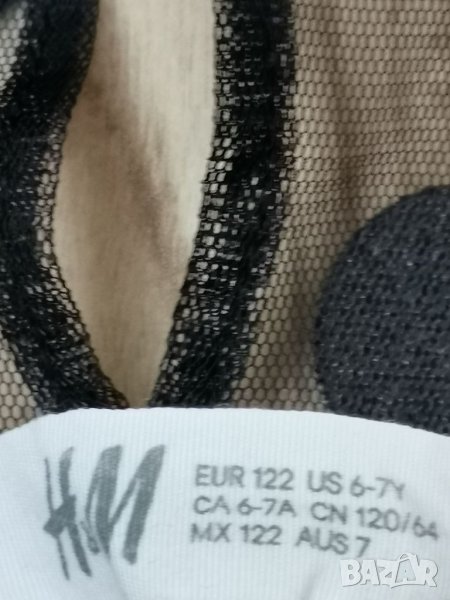 H&M
EUR 122 US 6-7Y
CA 6-7A CN 120/64
MX 122 AUS 7
BAZAR